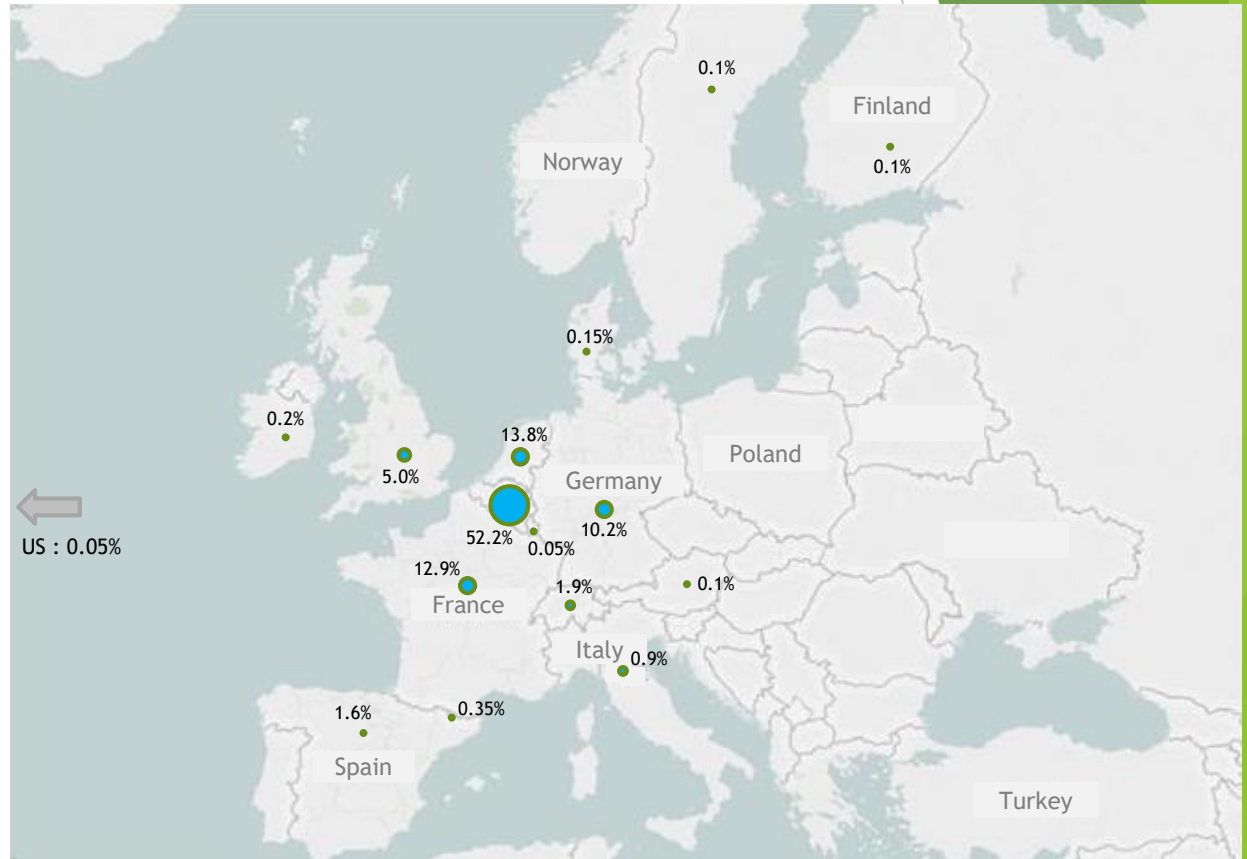 0.1%
Finland
Norway
0.1%
0.15%
0.2%
13.8%
Poland
5.0%
Germany
52.2%
10.2%
US : 0.05%
0.05%
12.9%
1.9%
0.1%
France
Italy
0.9%
1.6%
0.35%
Spain
Turkey